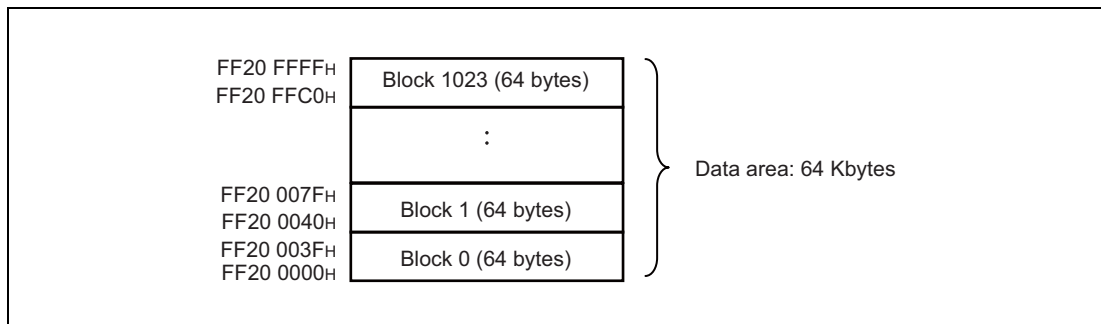 FF20 FFFFH
Block 1023 (64 bytes)
FF20 FFC0H
:
Data area: 64 Kbytes
FF20 007FH
Block 1 (64 bytes)
FF20 0040H
FF20 003FH
Block 0 (64 bytes)
FF20 0000H